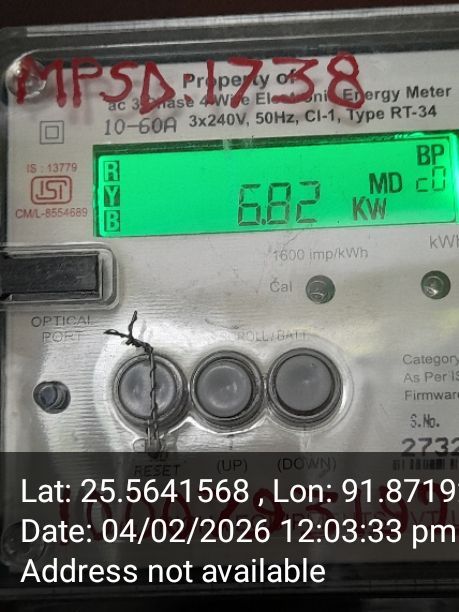 MPSD 1738
Property of
ac 3 Phase 4 Wire Electronic Energy Meter
10-60A 3x240V, 50Hz, Cl-1, Type RT-34
IS : 13779
ISI
CM/L-8554689
R
Y
B
BP
MD c0
6.82 KW
1600 imp/kWh
kWh
Cal
OPTICAL
PORT
SCROLL/BATT
Category
As Per IS
Firmware
S.No.
2732
RESET
(UP)
(DOWN)
Lat: 25.5641568 , Lon: 91.8719
Date: 04/02/2026 12:03:33 pm
Address not available